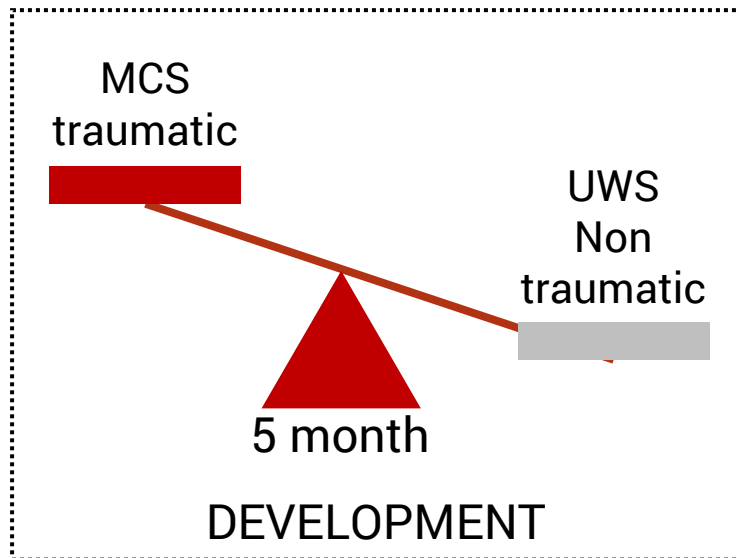 MCS
traumatic
UWS
Non
traumatic
5 month
DEVELOPMENT